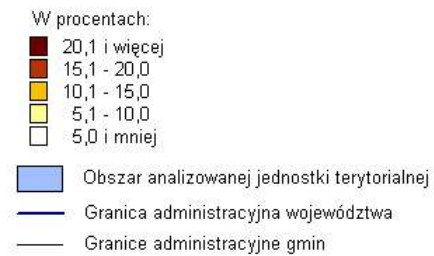 W procentach:
20,1 i więcej
15,1 - 20,0
10,1 - 15,0
5,1 - 10,0
5,0 i mniej
Obszar analizowanej jednostki terytorialnej
Granica administracyjna województwa
Granice administracyjne gmin